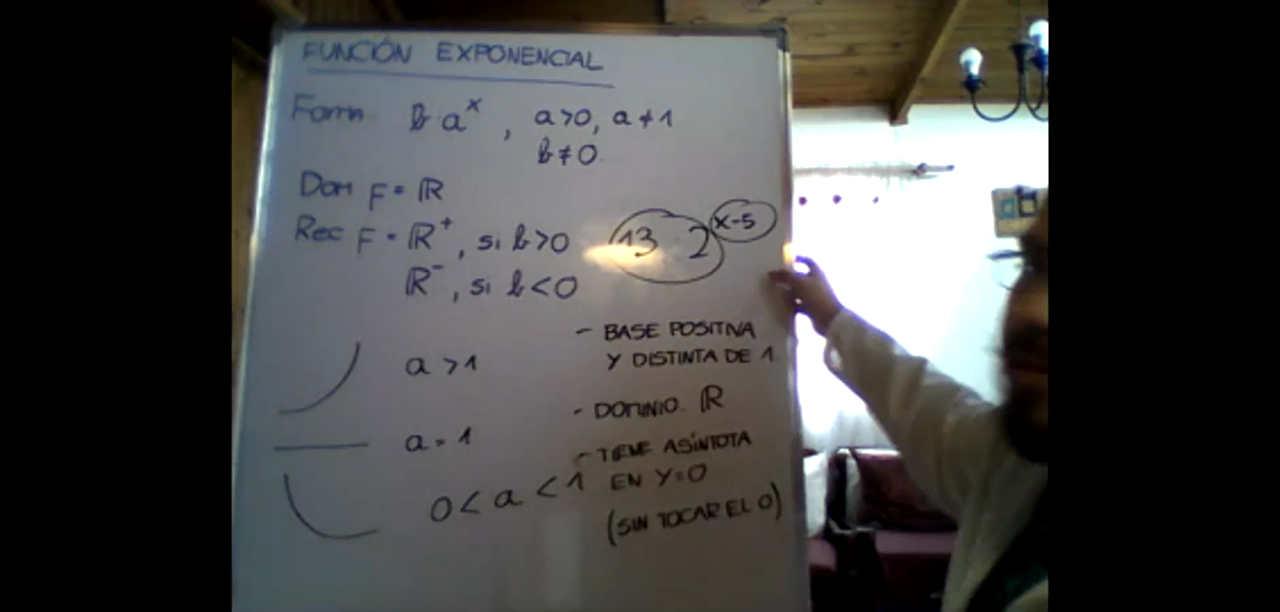 FUNCIÓN EXPONENCIAL
Form b·a^x , a>0, a≠1
b≠0.
Dom F = ℝ
Rec F = ℝ⁺, si b>0
ℝ⁻, si b<0
13 · 2^(x-5)
a>1
a=1
0<a<1
- BASE POSITIVA
Y DISTINTA DE 1.
- DOMINIO ℝ
- TIENE ASÍNTOTA
EN Y=0
(SIN TOCAR EL 0)